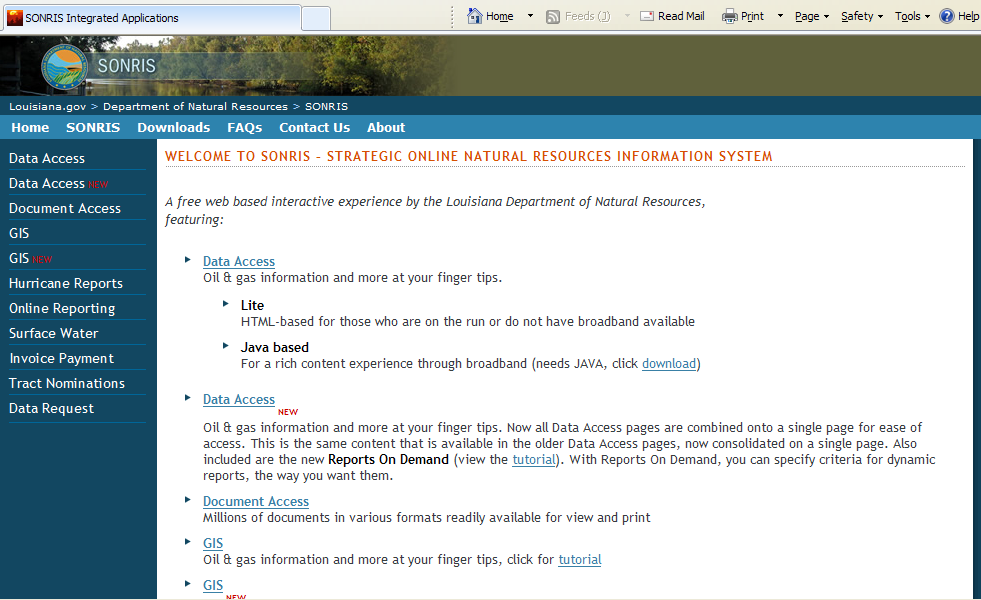 SONRIS Integrated Applications
Home Feeds (J) Read Mail Print Page Safety Tools Help
SONRIS
Louisiana.gov > Department of Natural Resources > SONRIS
Home SONRIS Downloads FAQs Contact Us About
Data Access
Data Access NEW
Document Access
GIS
GIS NEW
Hurricane Reports
Online Reporting
Surface Water
Invoice Payment
Tract Nominations
Data Request
WELCOME TO SONRIS - STRATEGIC ONLINE NATURAL RESOURCES INFORMATION SYSTEM
A free web based interactive experience by the Louisiana Department of Natural Resources,
featuring:
Data Access
Oil & gas information and more at your finger tips.
Lite
HTML-based for those who are on the run or do not have broadband available
Java based
For a rich content experience through broadband (needs JAVA, click download)
Data Access
NEW
Oil & gas information and more at your finger tips. Now all Data Access pages are combined onto a single page for ease of
access. This is the same content that is available in the older Data Access pages, now consolidated on a single page. Also
included are the new Reports On Demand (view the tutorial). With Reports On Demand, you can specify criteria for dynamic
reports, the way you want them.
Document Access
Millions of documents in various formats readily available for view and print
GIS
Oil & gas information and more at your finger tips, click for tutorial
GIS
NEW